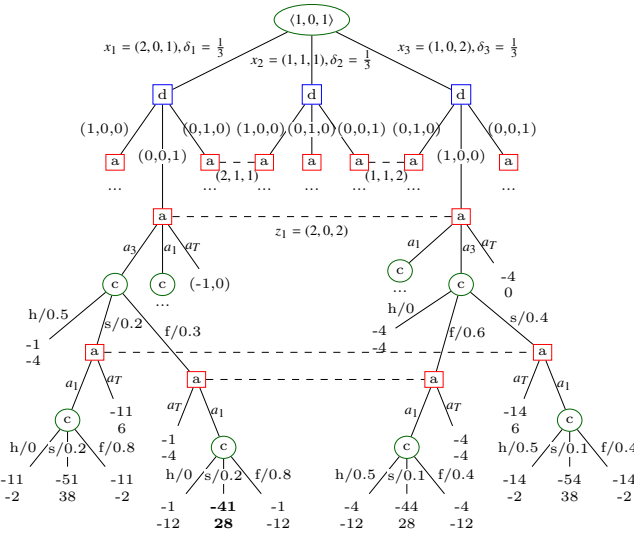 ⟨1, 0, 1⟩
x₁ = (2, 0, 1), δ₁ = 1/3
x₂ = (1, 1, 1), δ₂ = 1/3
x₃ = (1, 0, 2), δ₃ = 1/3
d d d
(1,0,0) (0,1,0) (1,0,0) (0,1,0) (0,0,1) (0,1,0) (0,0,1)
(0,0,1) (1,0,0)
a a a a a a a
(2, 1, 1) (1, 1, 2)
... ... ... ... ... ... ...
a a
z₁ = (2, 0, 2)
a₃ a₁ a_T a₁ a₃ a_T
c c (-1,0) c c -4
0
... ...
h/0.5 s/0.2 f/0.3 h/0 f/0.6 s/0.4
-1 -4
-4 -4
a a
a a
a₁ a_T a_T a₁ a₁ a_T a_T a₁
c -11 -14 c
6 6
-1 -4
-4 -4
c c
h/0 s/0.2 f/0.8 h/0.5 s/0.1 f/0.4
h/0 s/0.2 f/0.8 h/0.5 s/0.1 f/0.4
-11 -51 -11 -14 -54 -14
-2 38 -2 -2 38 -2
-1 -41 -1 -4 -44 -4
-12 28 -12 -12 28 -12